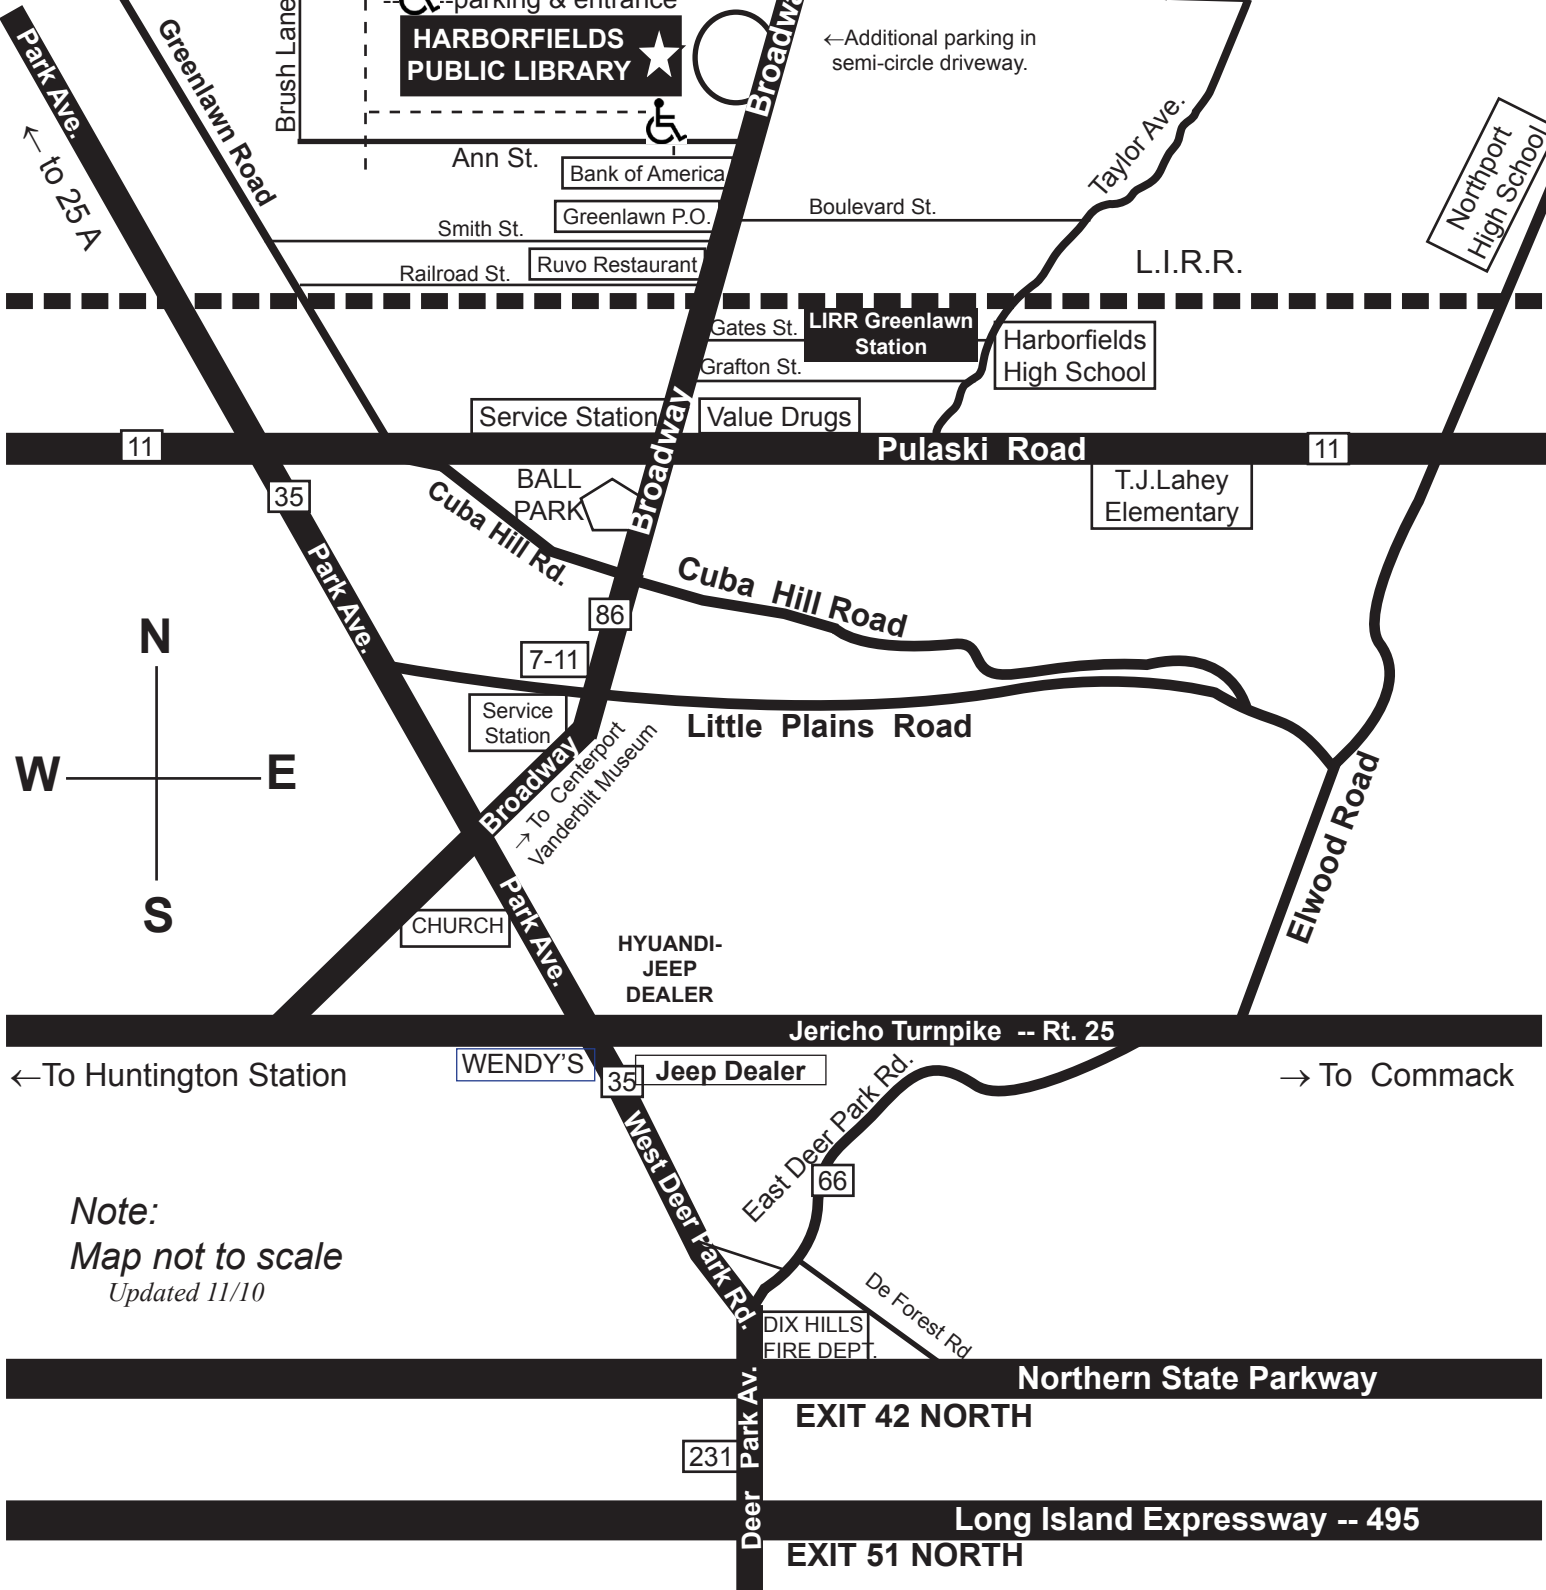 --parking & entrance
HARBORFIELDS
PUBLIC LIBRARY
Brush Lane
Broadway
←Additional parking in
semi-circle driveway.
Park Ave.
← to 25 A
Greenlawn Road
Ann St.
Bank of America
Taylor Ave.
Northport
High School
Greenlawn P.O.
Boulevard St.
Smith St.
Ruvo Restaurant
Railroad St.
L.I.R.R.
Gates St.
LIRR Greenlawn
Station
Harborfields
High School
Grafton St.
Service Station
Value Drugs
Broadway
11
Pulaski Road
11
35
BALL
PARK
T.J.Lahey
Elementary
Cuba Hill Rd.
Cuba Hill Road
Park Ave.
86
N
7-11
Service
Station
Little Plains Road
W
E
Broadway
→ To Centerport
Vanderbilt Museum
Elwood Road
S
CHURCH
Park Ave.
HYUANDI-
JEEP
DEALER
Jericho Turnpike -- Rt. 25
←To Huntington Station
WENDY'S
35
Jeep Dealer
→ To Commack
West Deer Park Rd.
East Deer Park Rd.
66
Note:
Map not to scale
Updated 11/10
De Forest Rd
DIX HILLS
FIRE DEPT.
Northern State Parkway
EXIT 42 NORTH
Deer Park Av.
231
Long Island Expressway -- 495
EXIT 51 NORTH